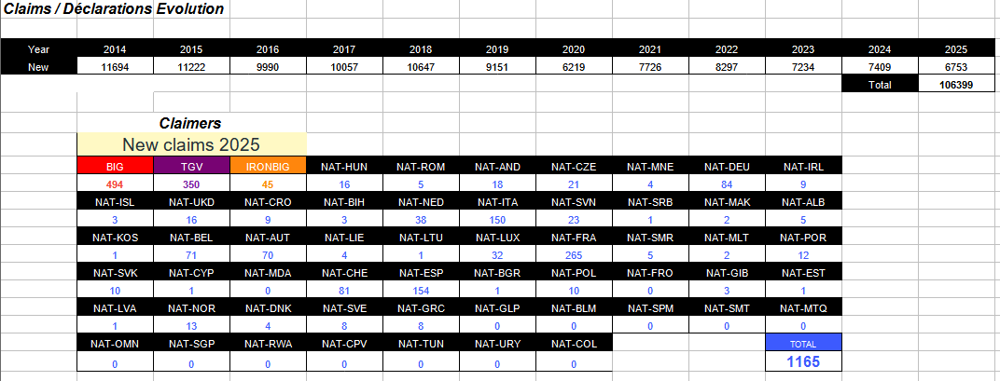 Claims / Déclarations Evolution
Year 2014 2015 2016 2017 2018 2019 2020 2021 2022 2023 2024 2025
New 11694 11222 9990 10057 10647 9151 6219 7726 8297 7234 7409 6753
Total 106399
Claimers
New claims 2025
BIG TGV IRONBIG NAT-HUN NAT-ROM NAT-AND NAT-CZE NAT-MNE NAT-DEU NAT-IRL
494 350 45 16 5 18 21 4 84 9
NAT-ISL NAT-UKD NAT-CRO NAT-BIH NAT-NED NAT-ITA NAT-SVN NAT-SRB NAT-MAK NAT-ALB
3 16 9 3 38 150 23 1 2 5
NAT-KOS NAT-BEL NAT-AUT NAT-LIE NAT-LTU NAT-LUX NAT-FRA NAT-SMR NAT-MLT NAT-POR
1 71 70 4 1 32 265 5 2 12
NAT-SVK NAT-CYP NAT-MDA NAT-CHE NAT-ESP NAT-BGR NAT-POL NAT-FRO NAT-GIB NAT-EST
10 1 0 81 154 1 10 0 3 1
NAT-LVA NAT-NOR NAT-DNK NAT-SVE NAT-GRC NAT-GLP NAT-BLM NAT-SPM NAT-SMT NAT-MTQ
1 13 4 8 8 0 0 0 0 0
NAT-OMN NAT-SGP NAT-RWA NAT-CPV NAT-TUN NAT-URY NAT-COL TOTAL
0 0 0 0 0 0 0 1165